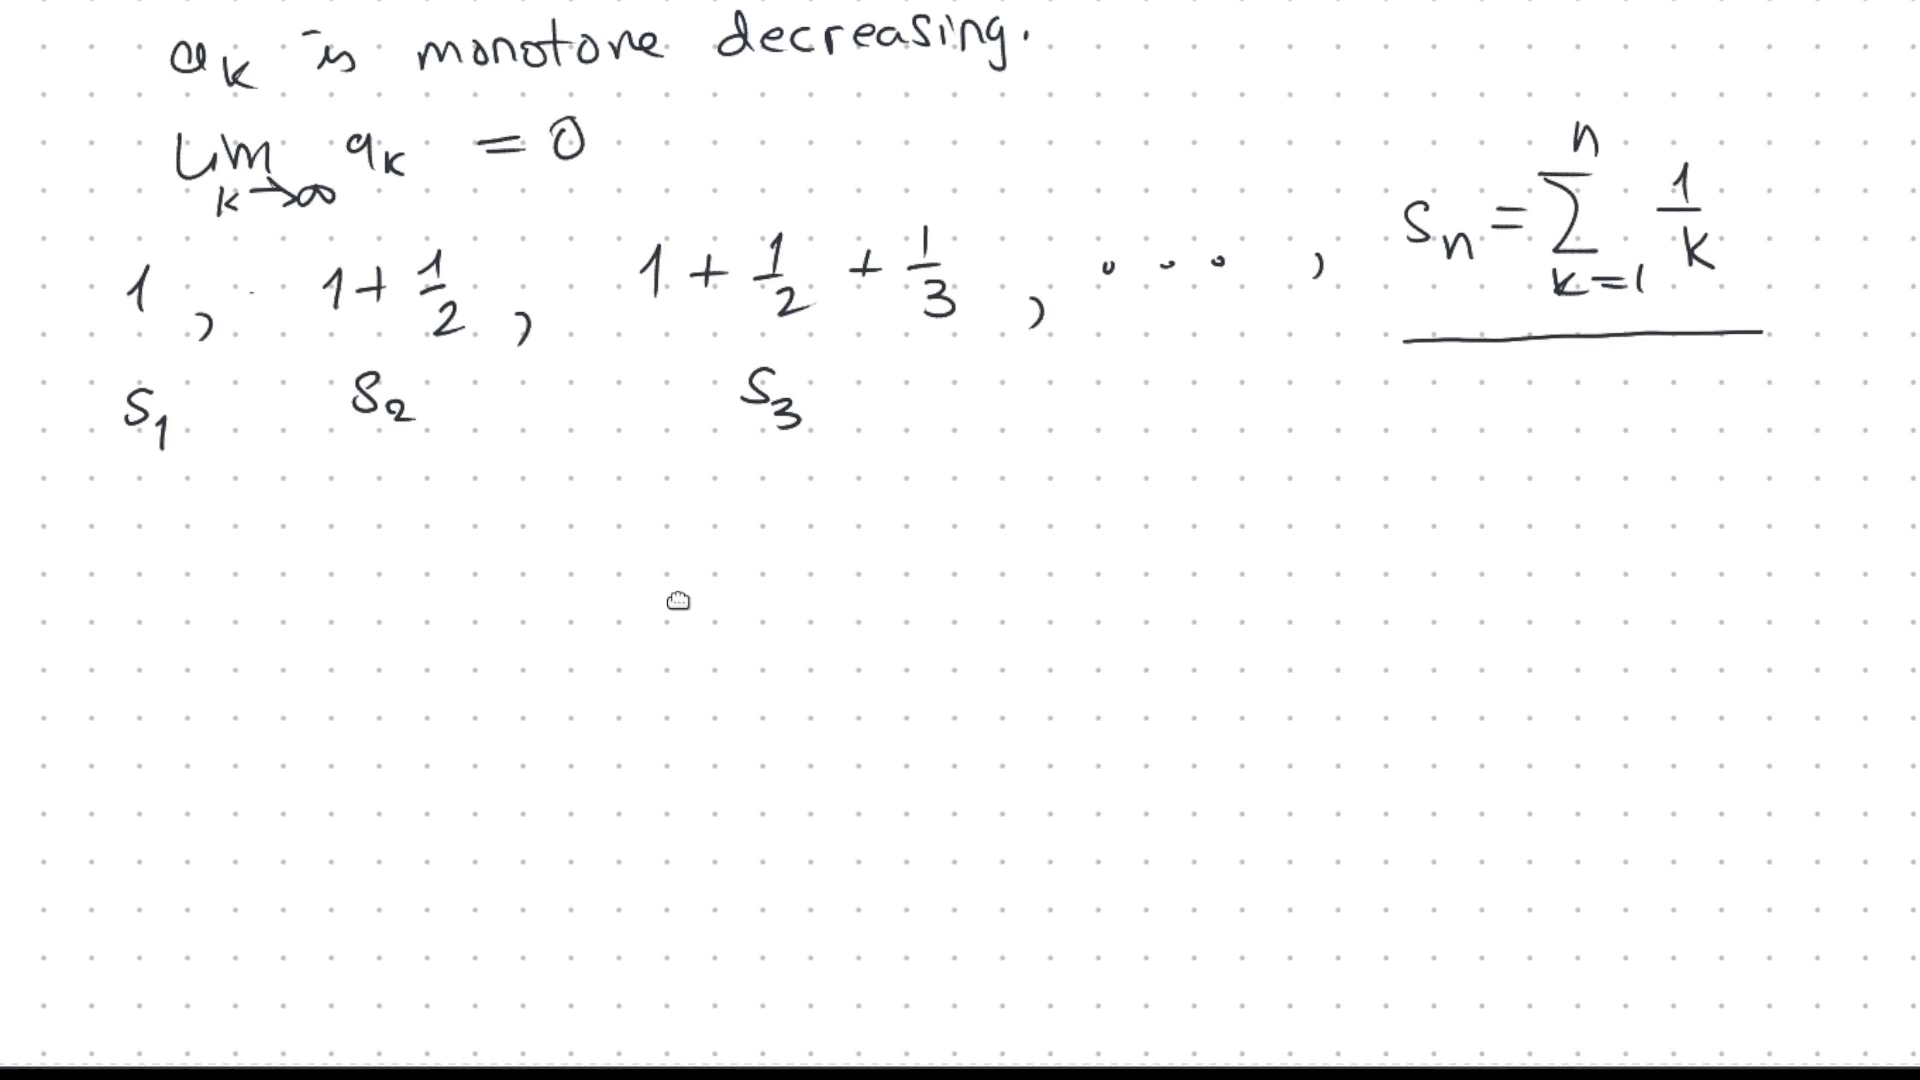 a_k is monotone decreasing.
lim_{k→∞} a_k = 0
1 , 1 + 1/2 , 1 + 1/2 + 1/3 , . . . , S_n = ∑_{k=1}^{n} 1/k
S_1 S_2 S_3